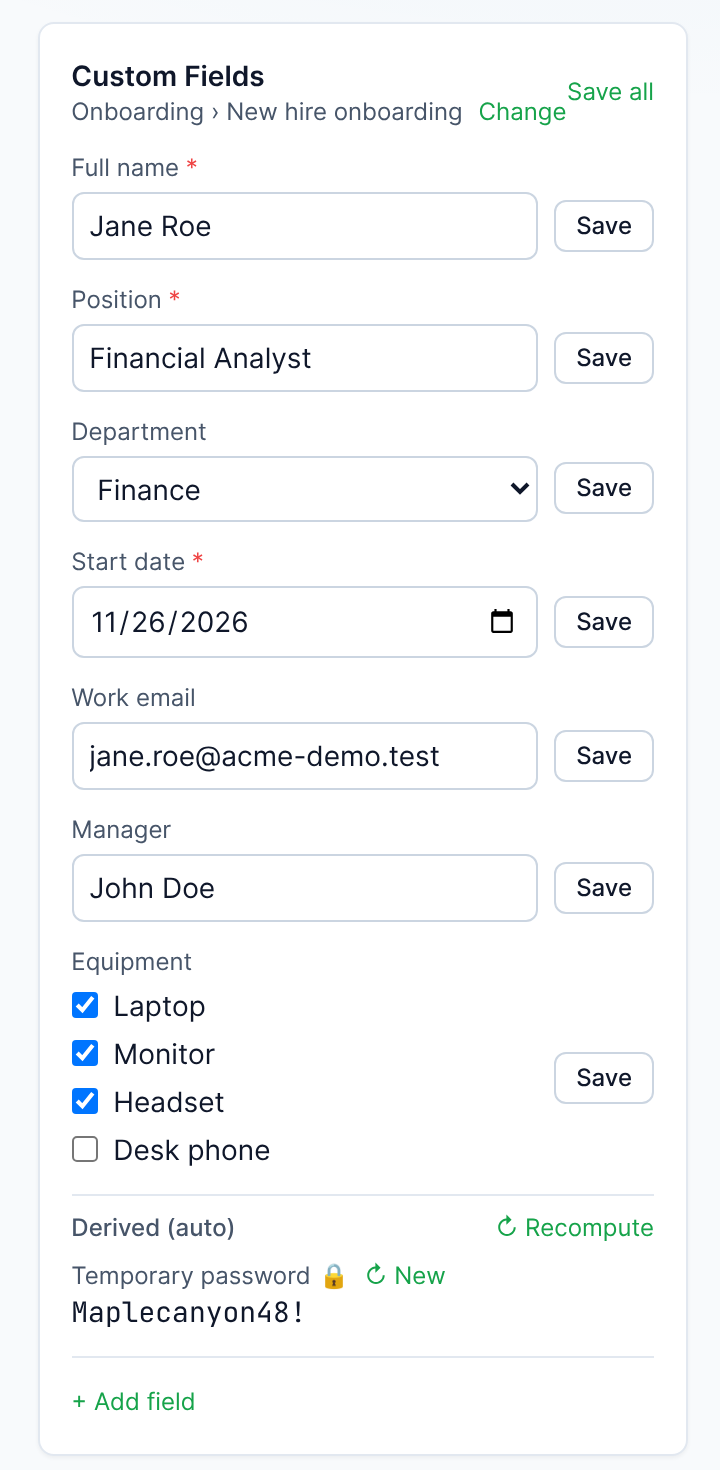 Custom Fields
Save all
Onboarding › New hire onboarding Change
Full name *
Jane Roe Save
Position *
Financial Analyst Save
Department
Finance Save
Start date *
11/26/2026 Save
Work email
jane.roe@acme-demo.test Save
Manager
John Doe Save
Equipment
Laptop
Monitor
Save
Headset
Desk phone
Derived (auto) ↻ Recompute
Temporary password 🔒 ↻ New
Maplecanyon48!
+ Add field